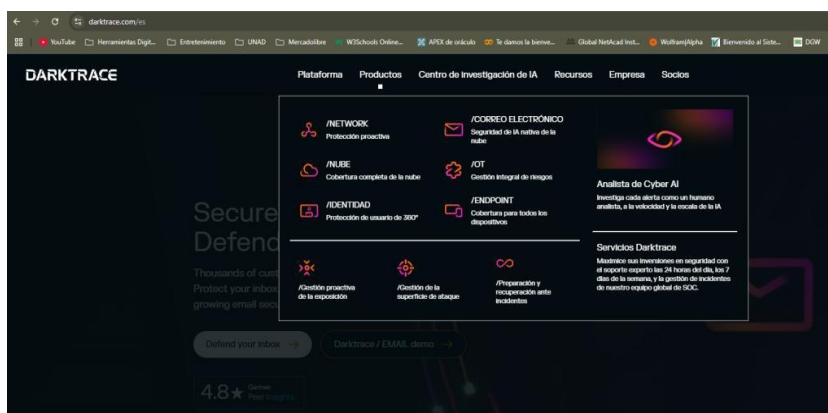 darktrace.com/es
YouTube Herramientas Digit... Entretenimiento UNAD Mercadolibre W3Schools Online... APEX de oráculo Te damos la bienve... Global NetAcad Inst... Wolfram|Alpha Bienvenido al Siste... DGW
DARKTRACE
Plataforma Productos Centro de investigación de IA Recursos Empresa Socios
/NETWORK
Protección proactiva
/CORREO ELECTRÓNICO
Seguridad de IA nativa de la
nube
/NUBE
Cobertura completa de la nube
/OT
Gestión integral de riesgos
/IDENTIDAD
Protección de usuario de 360°
/ENDPOINT
Cobertura para todos los
dispositivos
/Gestión proactiva
de la exposición
/Gestión de la
superficie de ataque
/Preparación y
recuperación ante
incidentes
Analista de Cyber AI
Investiga cada alerta como un humano
analista, a la velocidad y la escala de la IA
Servicios Darktrace
Maximice sus inversiones en seguridad con
el soporte experto las 24 horas del día, los 7
días de la semana, y la gestión de incidentes
de nuestro equipo global de SOC.
Secure
Defend
Thousands of cust
Protect your inbox
growing email secu
Defend your inbox
Darktrace / EMAIL demo
4.8
Gartner
Peer Insights